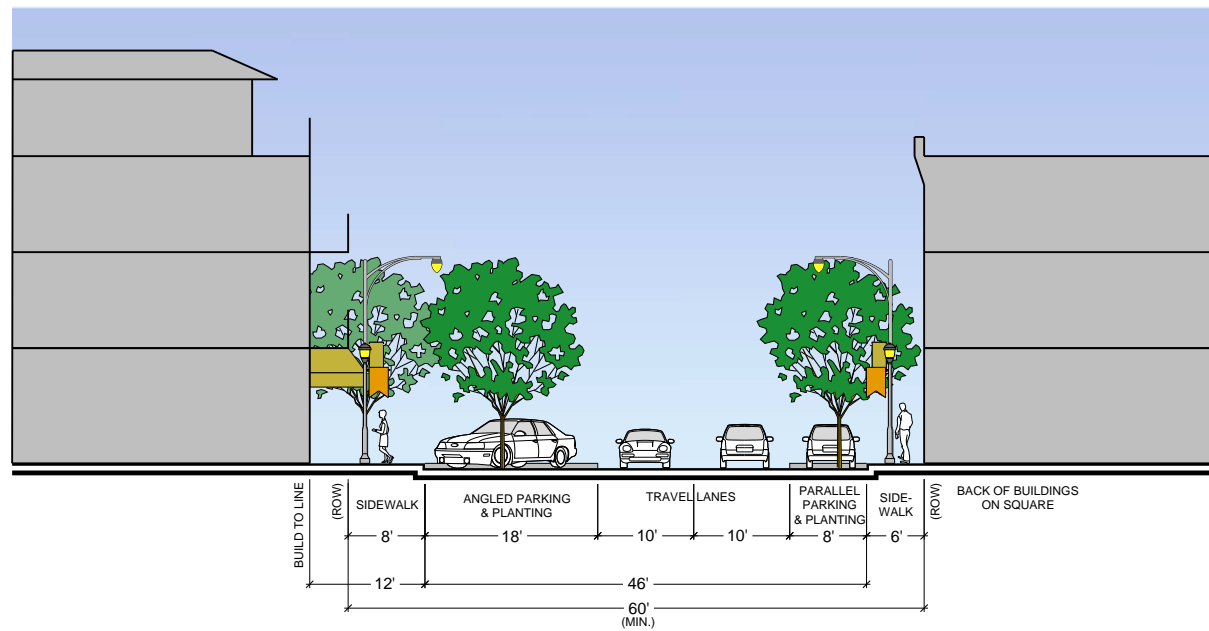 BUILD TO LINE
(ROW)
SIDEWALK
ANGLED PARKING
& PLANTING
TRAVEL LANES
PARALLEL
PARKING
& PLANTING
SIDE-
WALK
(ROW)
BACK OF BUILDINGS
ON SQUARE
8'
18'
10'
10'
8'
6'
12'
46'
60'
(MIN.)